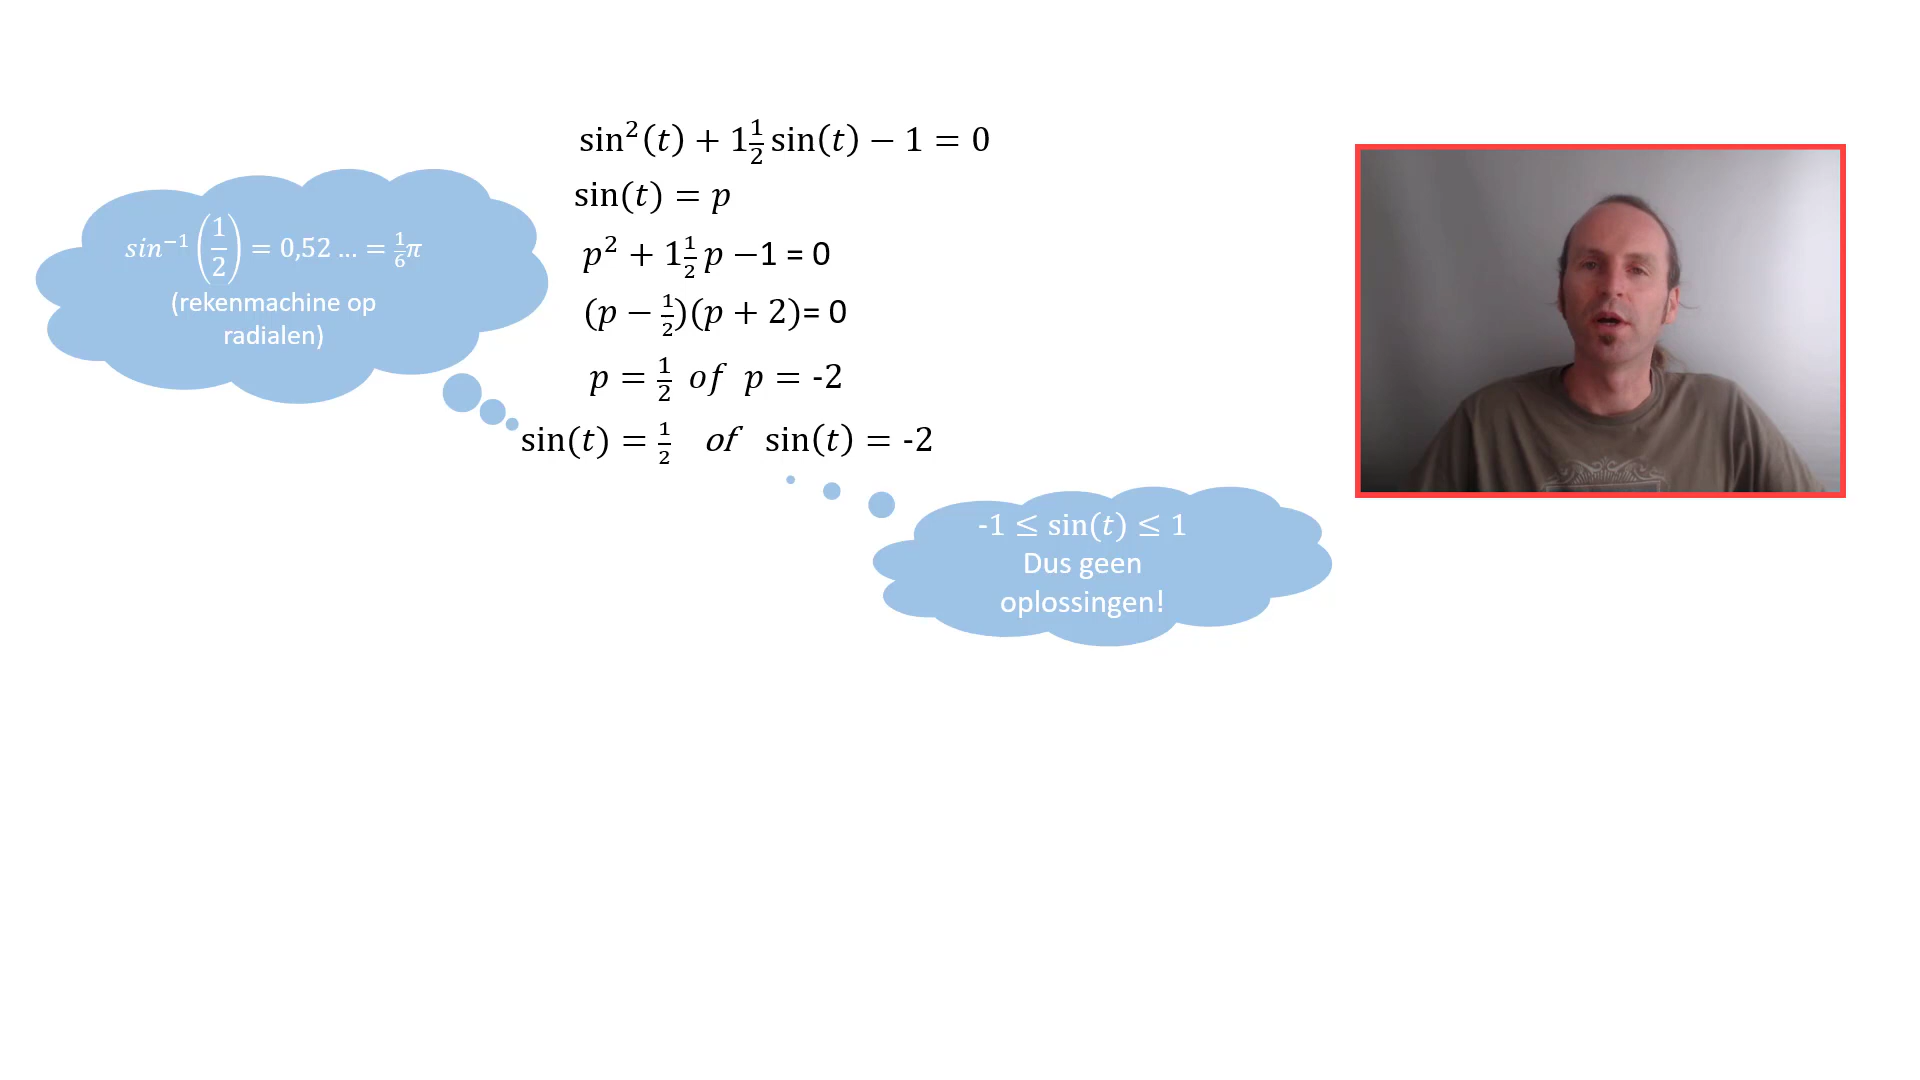 sin²(t) + 1½ sin(t) − 1 = 0
sin(t) = p
p² + 1½ p −1 = 0
(p − ½)(p + 2)= 0
p = ½ of p = -2
sin(t) = ½ of sin(t) = -2
sin⁻¹(1/2) = 0,52 ... = ⅙π
(rekenmachine op
radialen)
-1 ≤ sin(t) ≤ 1
Dus geen
oplossingen!